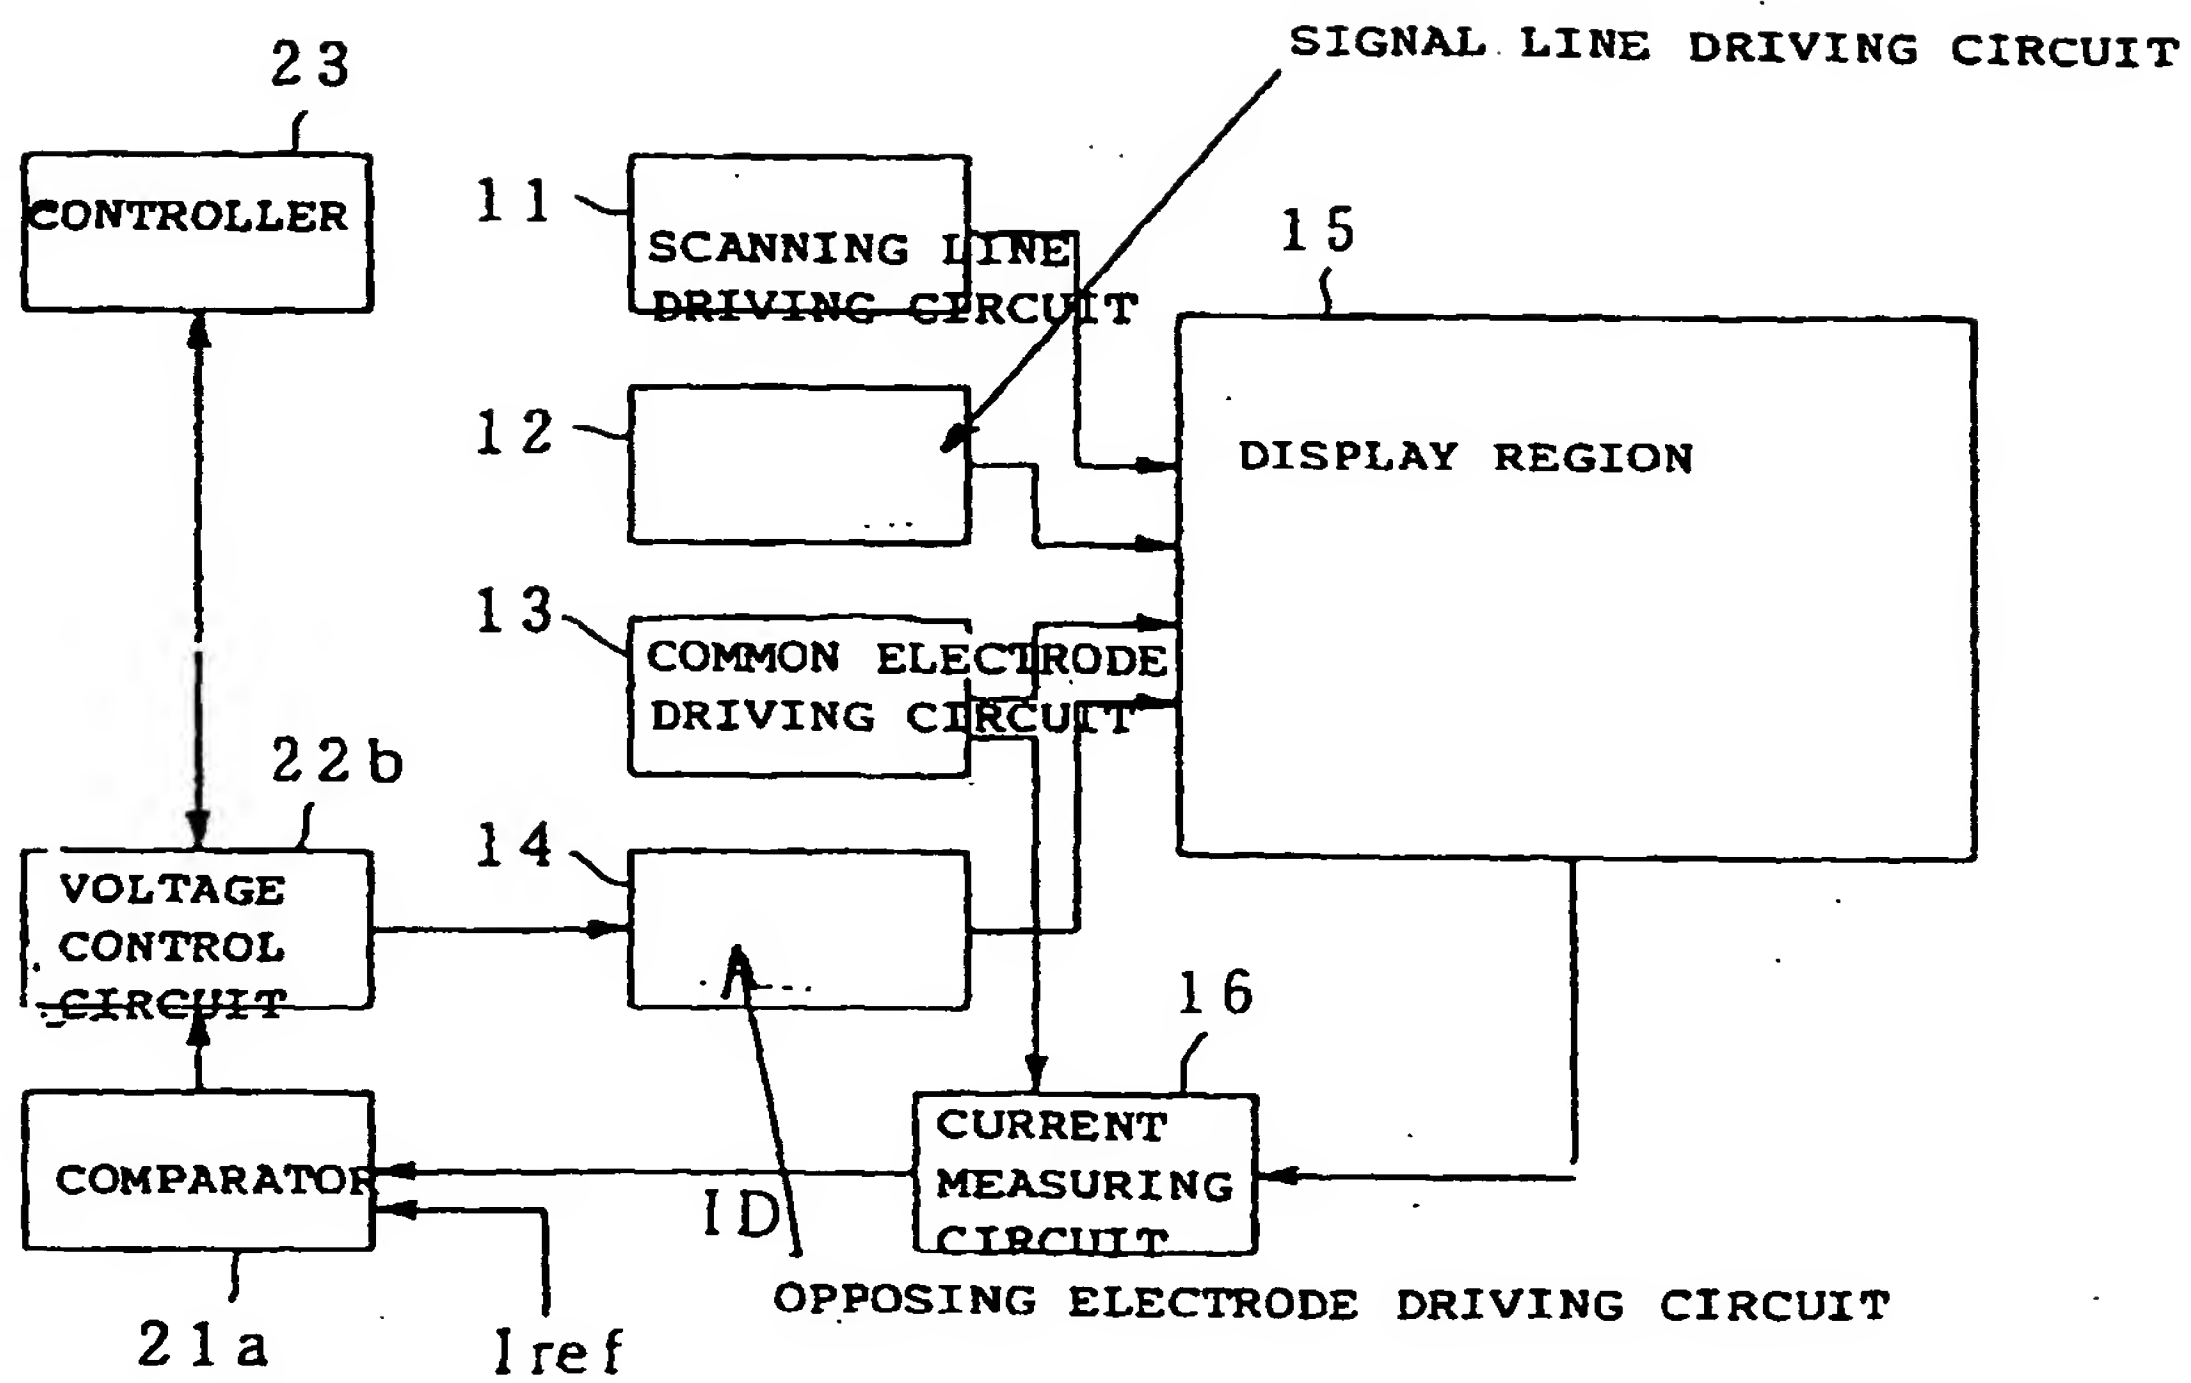 SIGNAL LINE DRIVING CIRCUIT
23
CONTROLLER
11
SCANNING LINE
DRIVING CIRCUIT
15
12
DISPLAY REGION
13
COMMON ELECTRODE
DRIVING CIRCUIT
22b
14
VOLTAGE
CONTROL
CIRCUIT
16
CURRENT
MEASURING
CIRCUIT
COMPARATOR
ID
OPPOSING ELECTRODE DRIVING CIRCUIT
21a
Iref